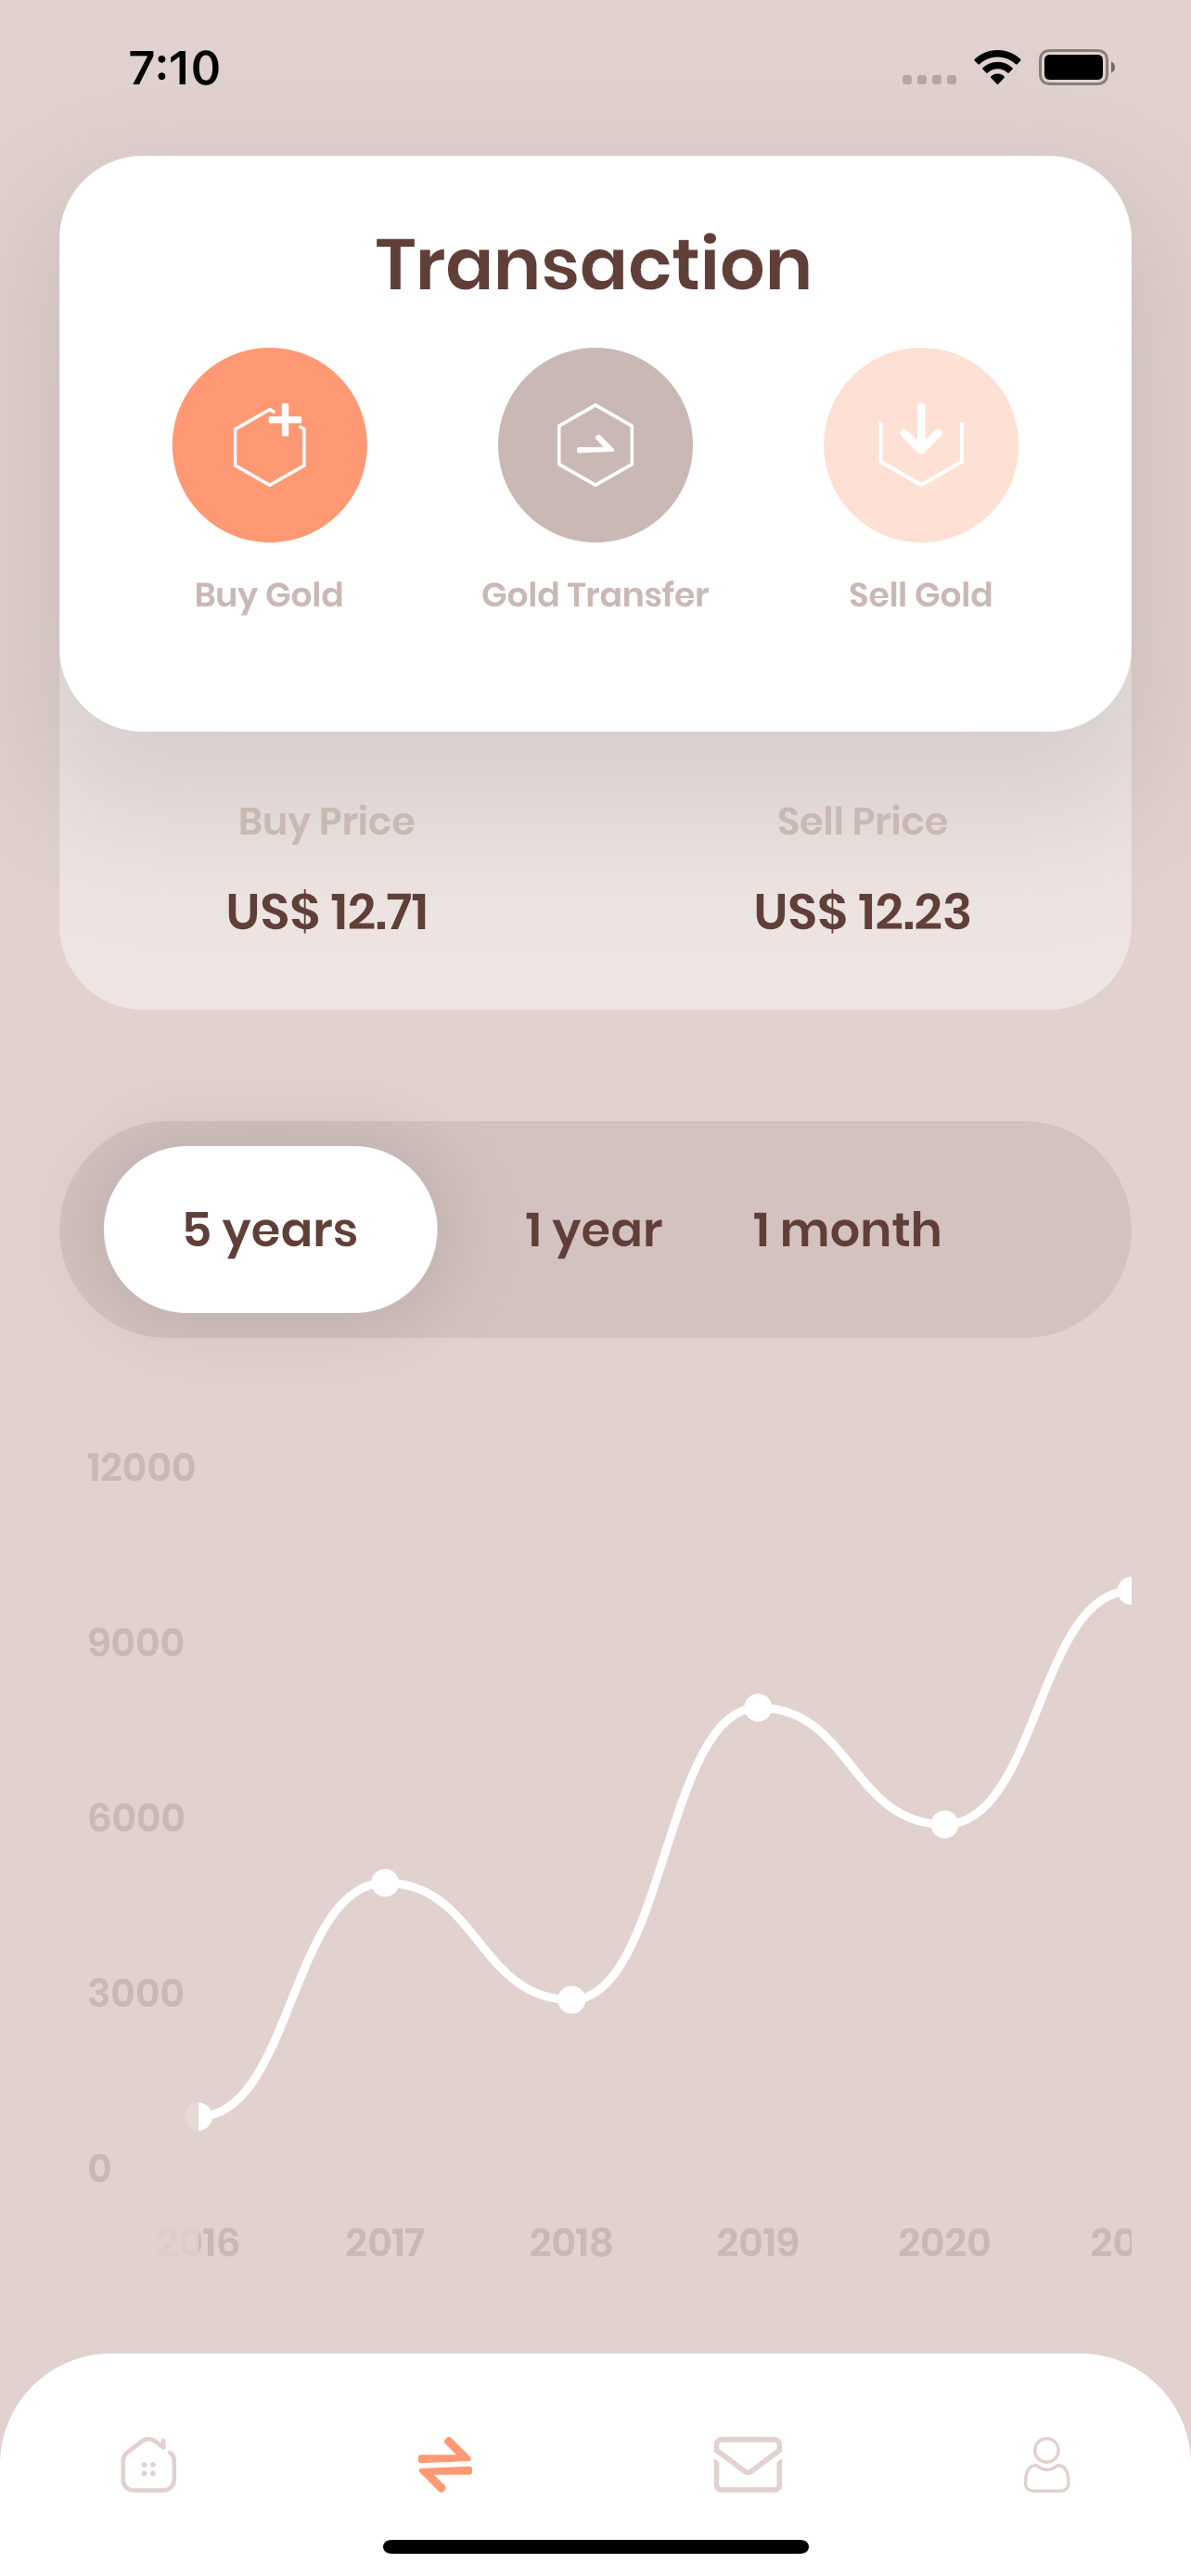 7:10
Transaction
Buy Gold Gold Transfer Sell Gold
Buy Price Sell Price
US$ 12.71 US$ 12.23
5 years 1 year 1 month
12000
9000
6000
3000
0
2016 2017 2018 2019 2020 20